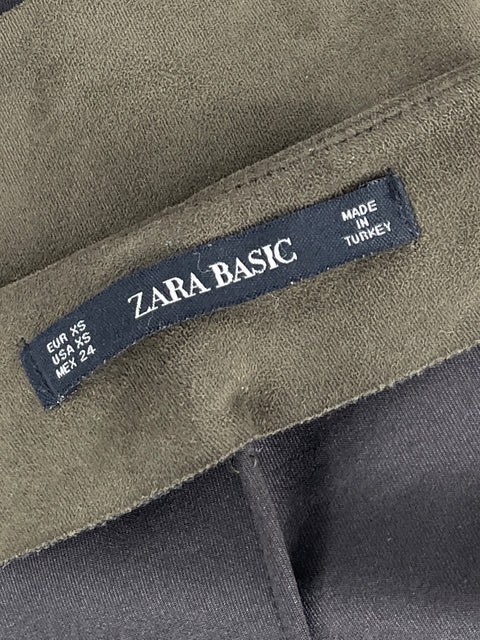 EUR XS
USA XS
MEX 24
ZARA BASIC
MADE
IN
TURKEY